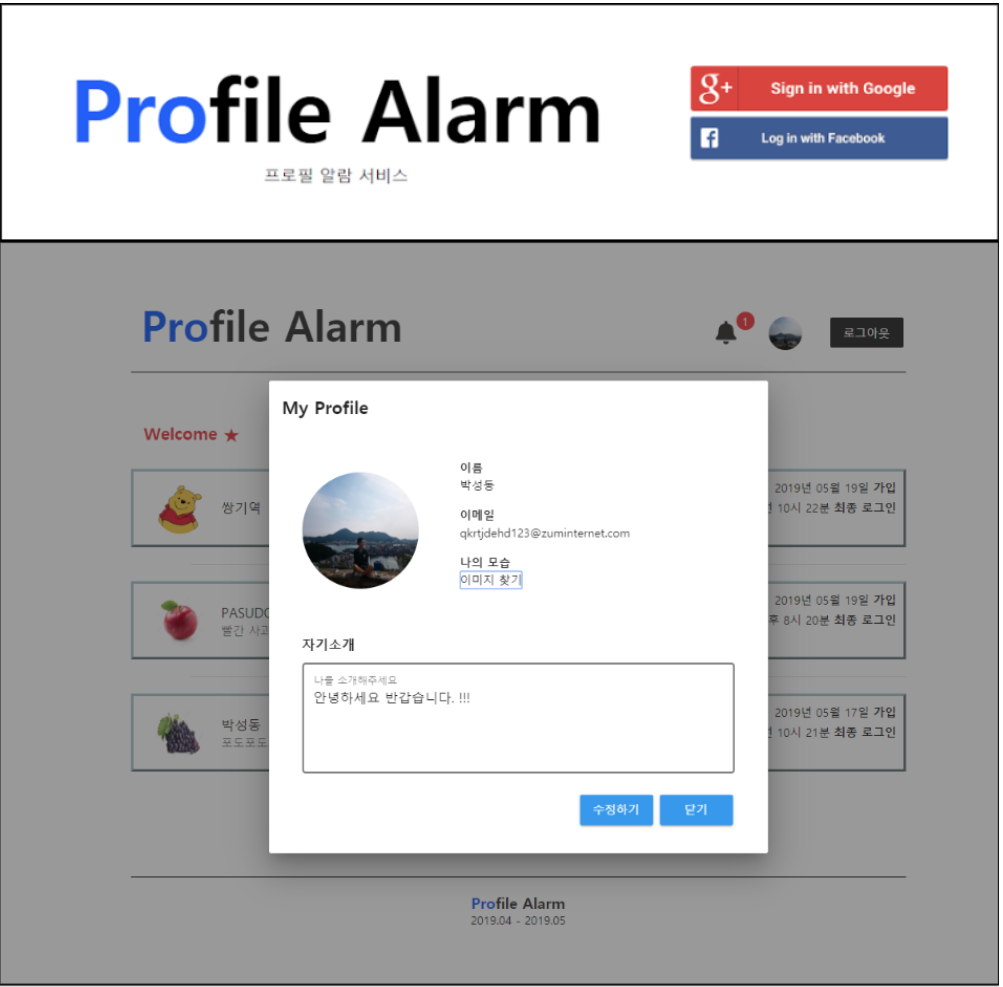 Profile Alarm
프로필 알람 서비스
g+ Sign in with Google
f Log in with Facebook
Profile Alarm
1
로그아웃
My Profile
Welcome ★
이름
박성동
이메일
qkrtjdehd123@zuminternet.com
나의 모습
이미지 찾기
쌍기역
2019년 05월 19일 가입
10시 22분 최종 로그인
PASUDO
빨간 사과
2019년 05월 19일 가입
후 8시 20분 최종 로그인
자기소개
나를 소개해주세요
안녕하세요 반갑습니다. !!!
박성동
포도포도
2019년 05월 17일 가입
10시 21분 최종 로그인
수정하기
닫기
Profile Alarm
2019.04 - 2019.05